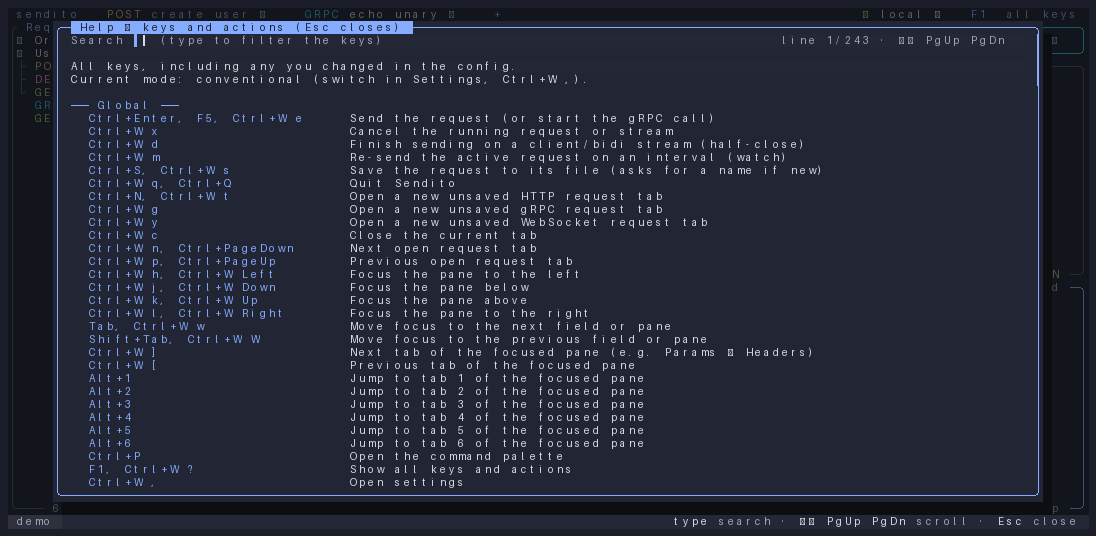 sendito POST create user GRPC echo unary + local F1 all keys
Help keys and actions (Esc closes)
Search (type to filter the keys) line 1/243 · PgUp PgDn
All keys, including any you changed in the config.
Current mode: conventional (switch in Settings, Ctrl+W ,).
Global
Ctrl+Enter, F5, Ctrl+W e Send the request (or start the gRPC call)
Ctrl+W x Cancel the running request or stream
Ctrl+W d Finish sending on a client/bidi stream (half-close)
Ctrl+W m Re-send the active request on an interval (watch)
Ctrl+S, Ctrl+W s Save the request to its file (asks for a name if new)
Ctrl+W q, Ctrl+Q Quit Sendito
Ctrl+N, Ctrl+W t Open a new unsaved HTTP request tab
Ctrl+W g Open a new unsaved gRPC request tab
Ctrl+W y Open a new unsaved WebSocket request tab
Ctrl+W c Close the current tab
Ctrl+W n, Ctrl+PageDown Next open request tab
Ctrl+W p, Ctrl+PageUp Previous open request tab
Ctrl+W h, Ctrl+W Left Focus the pane to the left
Ctrl+W j, Ctrl+W Down Focus the pane below
Ctrl+W k, Ctrl+W Up Focus the pane above
Ctrl+W l, Ctrl+W Right Focus the pane to the right
Tab, Ctrl+W w Move focus to the next field or pane
Shift+Tab, Ctrl+W W Move focus to the previous field or pane
Ctrl+W ] Next tab of the focused pane (e.g. Params Headers)
Ctrl+W [ Previous tab of the focused pane
Alt+1 Jump to tab 1 of the focused pane
Alt+2 Jump to tab 2 of the focused pane
Alt+3 Jump to tab 3 of the focused pane
Alt+4 Jump to tab 4 of the focused pane
Alt+5 Jump to tab 5 of the focused pane
Alt+6 Jump to tab 6 of the focused pane
Ctrl+P Open the command palette
F1, Ctrl+W ? Show all keys and actions
Ctrl+W , Open settings
demo type search · PgUp PgDn scroll · Esc close